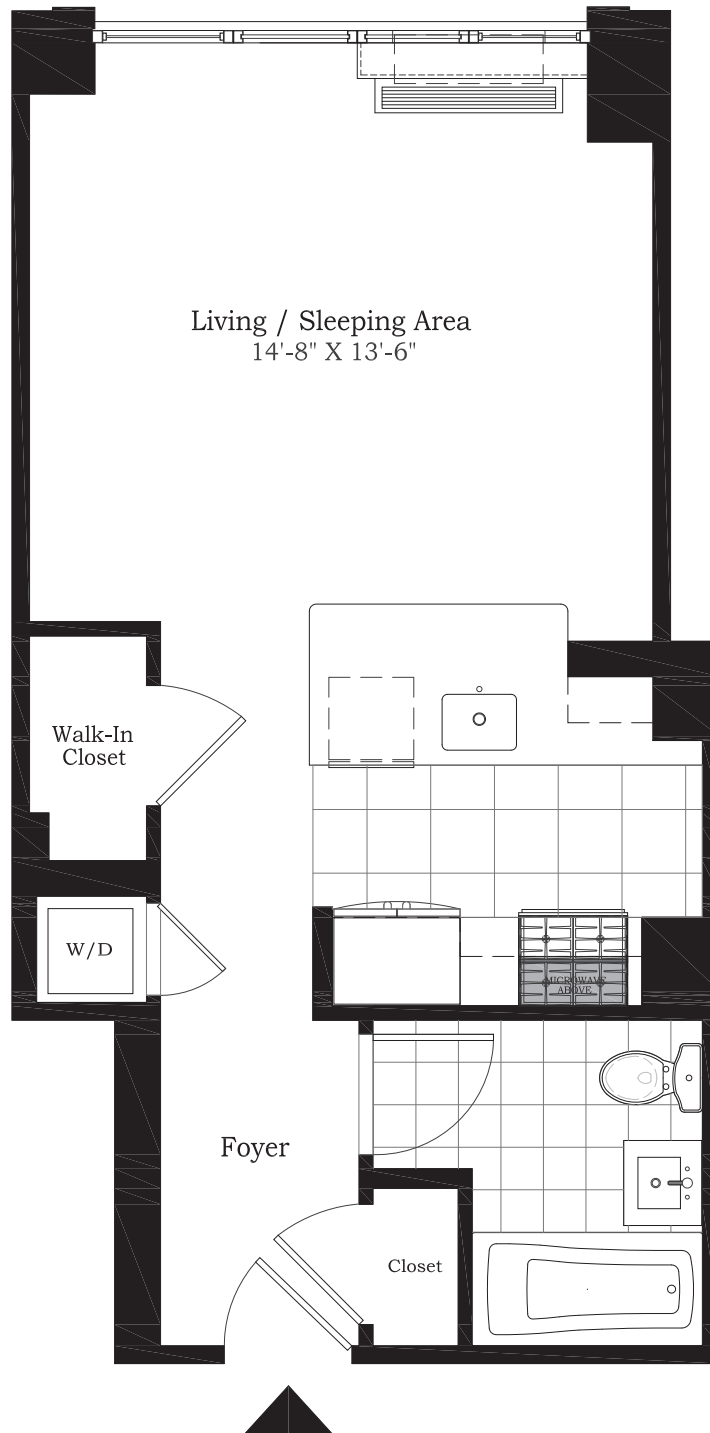 Living / Sleeping Area
14'-8" X 13'-6"
Walk-In
Closet
W/D
MICROWAVE
ABOVE
Foyer
Closet